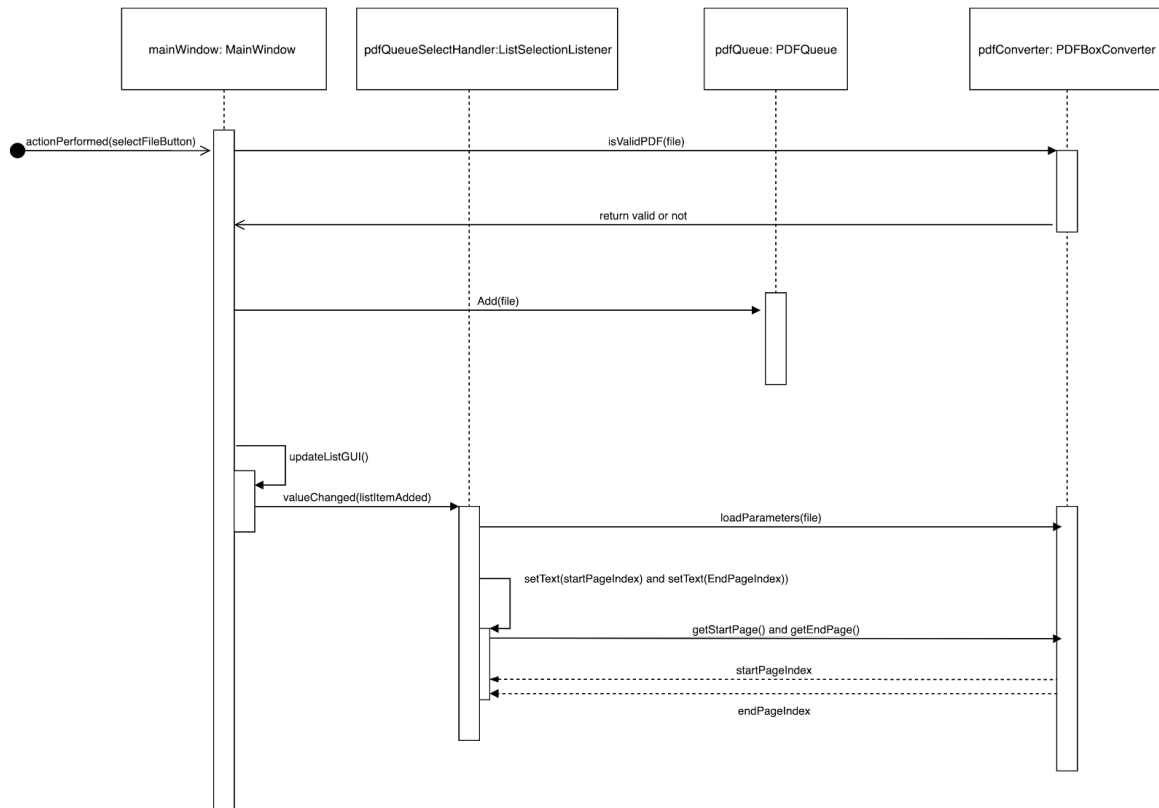 mainWindow: MainWindow
pdfQueueSelectHandler:ListSelectionListener
pdfQueue: PDFQueue
pdfConverter: PDFBoxConverter
actionPerformed(selectFileButton)
isValidPDF(file)
return valid or not
Add(file)
updateListGUI()
valueChanged(listItemAdded)
loadParameters(file)
setText(startPageIndex) and setText(EndPageIndex))
getStartPage() and getEndPage()
startPageIndex
endPageIndex